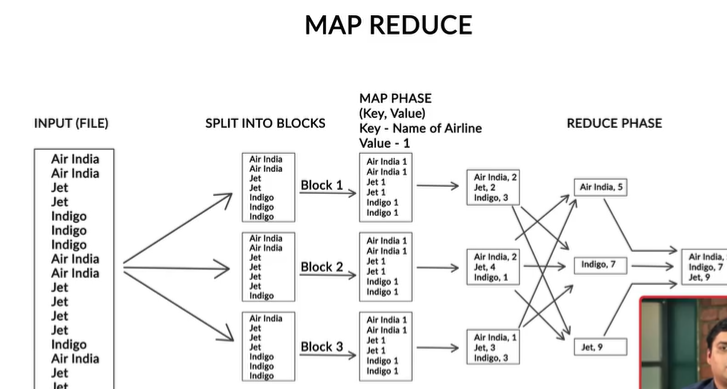 MAP REDUCE
INPUT (FILE)
Air India
Air India
Jet
Jet
Indigo
Indigo
Indigo
Air India
Air India
Jet
Jet
Jet
Jet
Indigo
Air India
Jet
Jet
SPLIT INTO BLOCKS
Air India
Air India
Jet
Jet
Indigo
Indigo
Indigo
Block 1
Air India
Air India
Jet
Jet
Jet
Jet
Indigo
Block 2
Air India
Jet
Jet
Jet
Indigo
Indigo
Indigo
Block 3
MAP PHASE
(Key, Value)
Key - Name of Airline
Value - 1
Air India 1
Air India 1
Jet 1
Jet 1
Indigo 1
Indigo 1
Air India 1
Air India 1
Jet 1
Jet 1
Indigo 1
Indigo 1
Air India 1
Air India 1
Jet 1
Jet 1
Indigo 1
Indigo 1
Air India, 2
Jet, 2
Indigo, 3
Air India, 2
Jet, 4
Indigo, 1
Air India, 1
Jet, 3
Indigo, 3
REDUCE PHASE
Air India, 5
Indigo, 7
Jet, 9
Air India,
Indigo, 7
Jet, 9